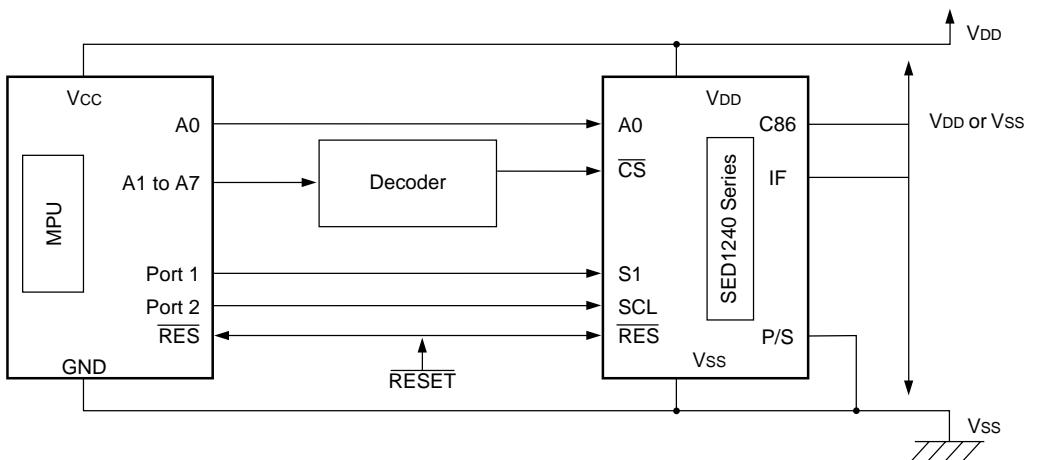 VDD
VCC
VDD
A0
A0
C86
VDD or VSS
A1 to A7
Decoder
CS
IF
MPU
SED1240 Series
Port 1
S1
Port 2
SCL
RES
RES
P/S
GND
RESET
VSS
VSS